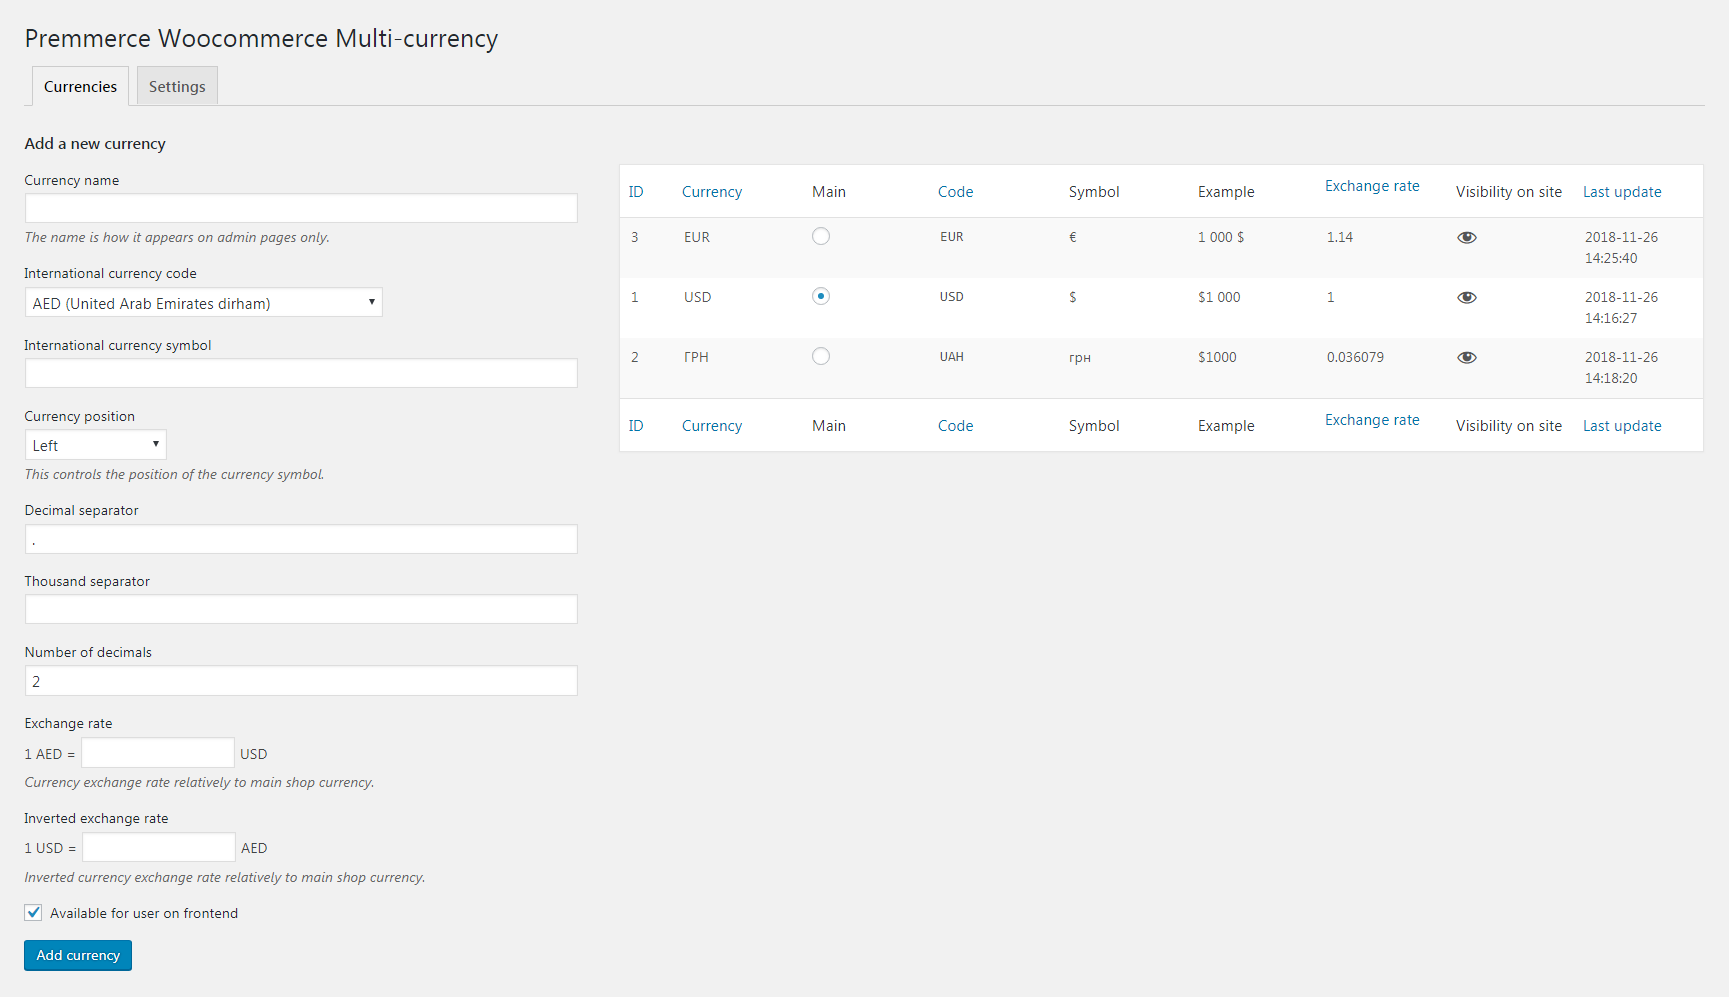 Premmerce Woocommerce Multi-currency
Currencies Settings
Add a new currency
Currency name
The name is how it appears on admin pages only.
International currency code
AED (United Arab Emirates dirham)
International currency symbol
Currency position
Left
This controls the position of the currency symbol.
Decimal separator
.
Thousand separator
Number of decimals
2
Exchange rate
1 AED = USD
Currency exchange rate relatively to main shop currency.
Inverted exchange rate
1 USD = AED
Inverted currency exchange rate relatively to main shop currency.
Available for user on frontend
Add currency
ID Currency Main Code Symbol Example Exchange rate Visibility on site Last update
3 EUR EUR € 1 000 $ 1.14 2018-11-26
14:25:40
1 USD USD $ $1 000 1 2018-11-26
14:16:27
2 ГРН UAH грн $1000 0.036079 2018-11-26
14:18:20
ID Currency Main Code Symbol Example Exchange rate Visibility on site Last update